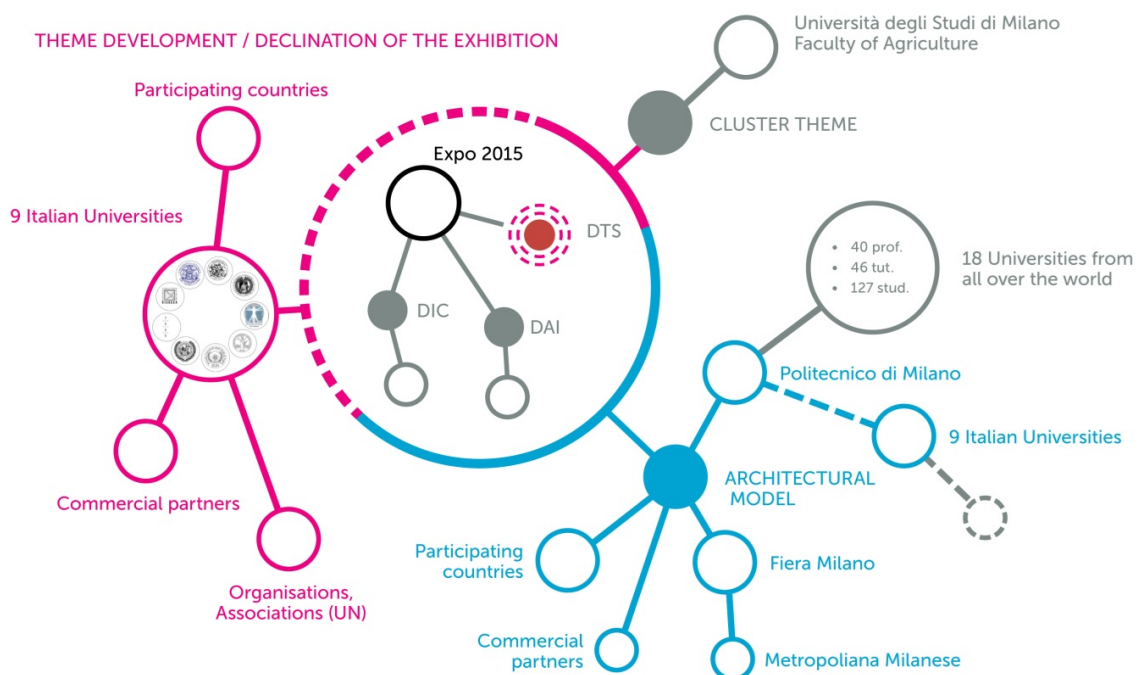 THEME DEVELOPMENT / DECLINATION OF THE EXHIBITION
Università degli Studi di Milano
Faculty of Agriculture
Participating countries
CLUSTER THEME
Expo 2015
9 Italian Universities
DTS
• 40 prof.
• 46 tut.
• 127 stud.
18 Universities from
all over the world
DIC
DAI
Politecnico di Milano
9 Italian Universities
Commercial partners
ARCHITECTURAL
MODEL
Participating
countries
Fiera Milano
Organisations,
Associations (UN)
Commercial
partners
Metropoliana Milanese